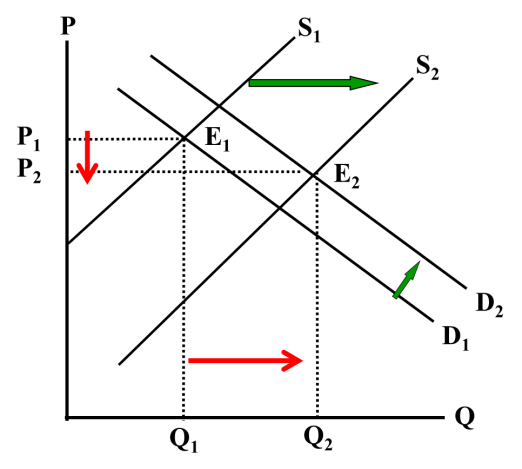 P
S₁
S₂
P₁
E₁
P₂
E₂
D₂
D₁
Q
Q₁
Q₂